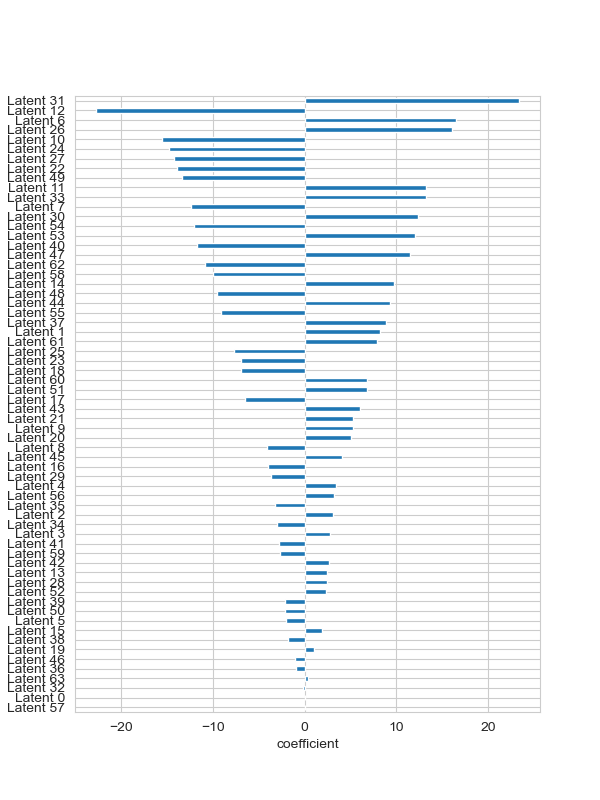 Latent 31
Latent 12
Latent 6
Latent 26
Latent 10
Latent 24
Latent 27
Latent 22
Latent 49
Latent 11
Latent 33
Latent 7
Latent 30
Latent 54
Latent 53
Latent 40
Latent 47
Latent 62
Latent 58
Latent 14
Latent 48
Latent 44
Latent 55
Latent 37
Latent 1
Latent 61
Latent 25
Latent 23
Latent 18
Latent 60
Latent 51
Latent 17
Latent 43
Latent 21
Latent 9
Latent 20
Latent 8
Latent 45
Latent 16
Latent 29
Latent 4
Latent 56
Latent 35
Latent 2
Latent 34
Latent 3
Latent 41
Latent 59
Latent 42
Latent 13
Latent 28
Latent 52
Latent 39
Latent 50
Latent 5
Latent 15
Latent 38
Latent 19
Latent 46
Latent 36
Latent 63
Latent 32
Latent 0
Latent 57
−20 −10 0 10 20
coefficient